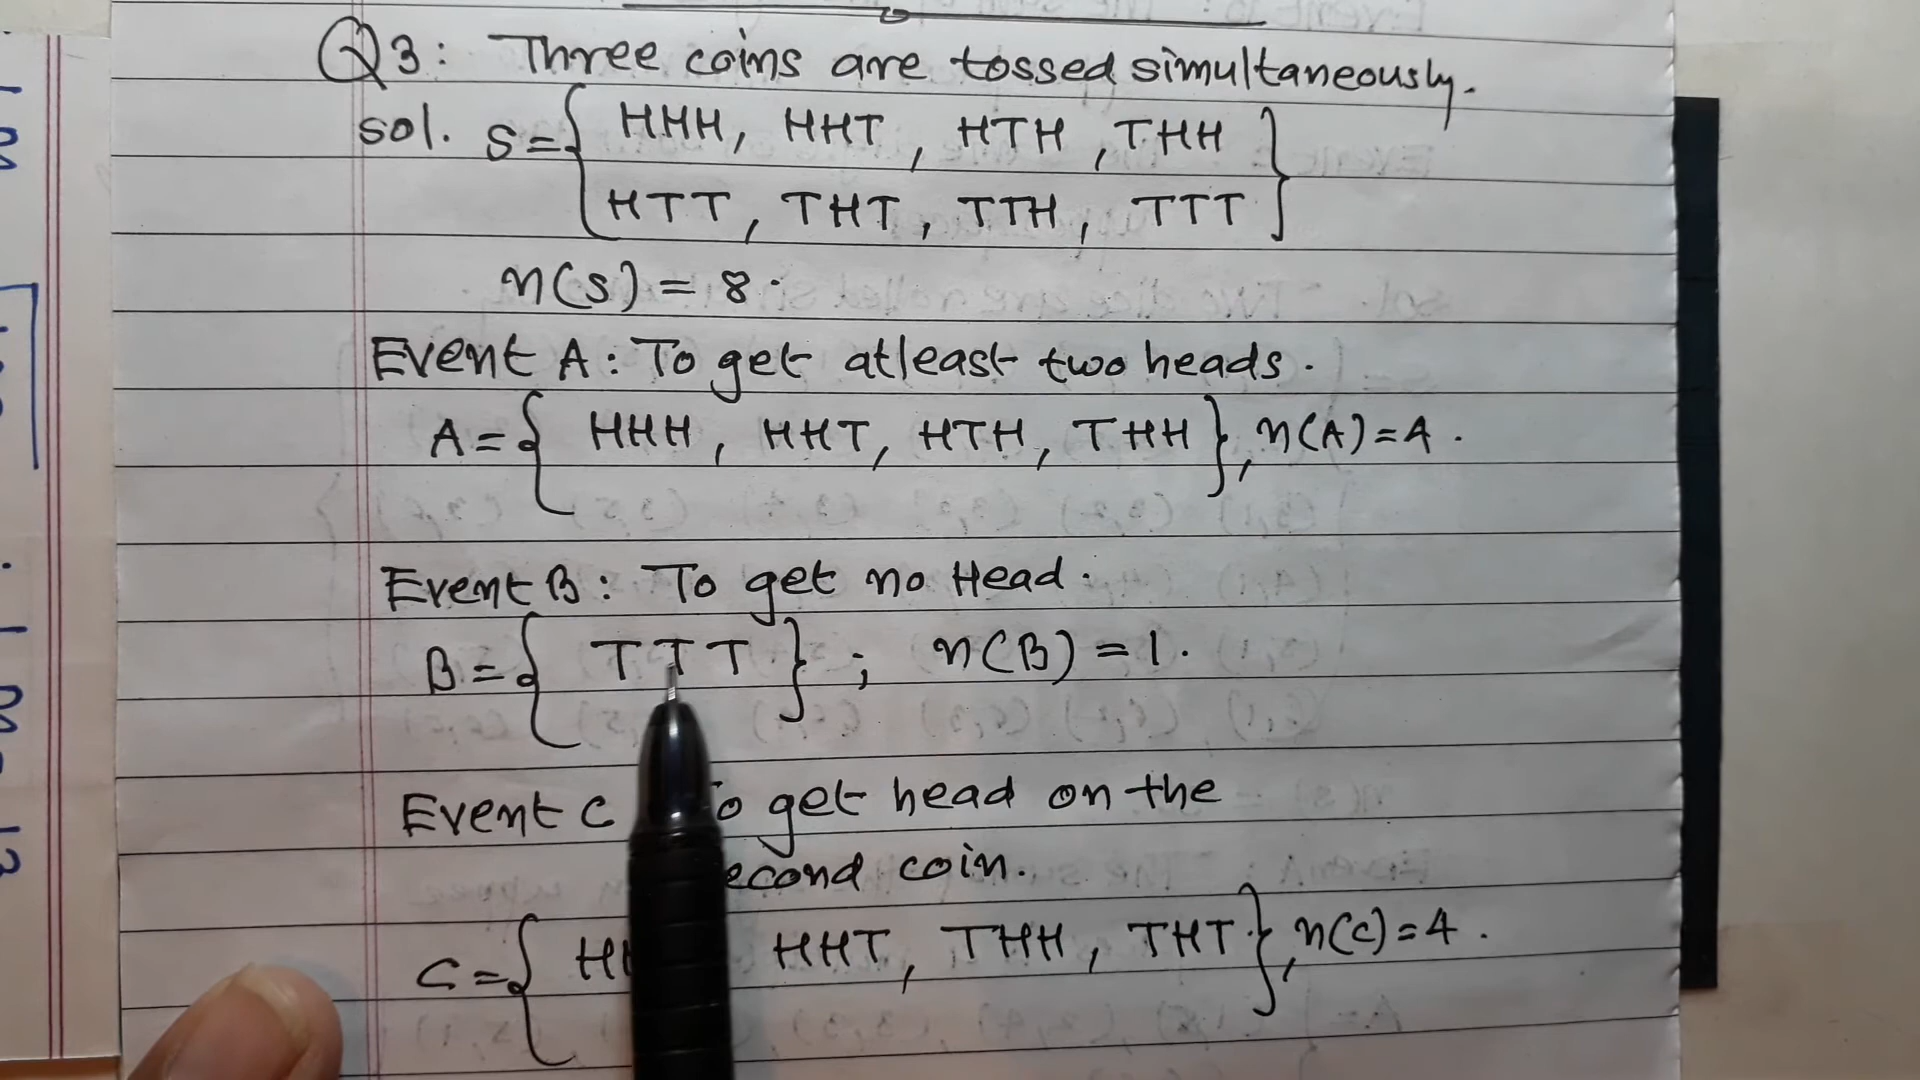 Q3: Three coins are tossed simultaneously.
sol. S={ HHH, HHT, HTH, THH
HTT, THT, TTH, TTT }
n(S) = 8.
Event A: To get atleast two heads.
A={ HHH, HHT, HTH, THH }, n(A)=4.
Event B: To get no Head.
B={ TTT } ; n(B) = 1.
Event C get head on the
coin.
C={ HHT, THH, THT. }, n(C)=4.